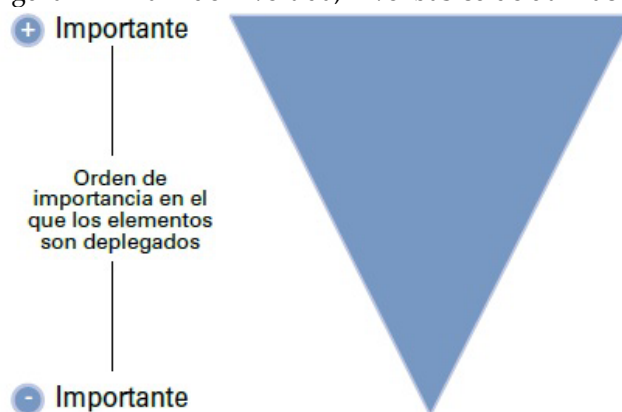 + Importante
Orden de
importancia en el
que los elementos
son deplegados
- Importante